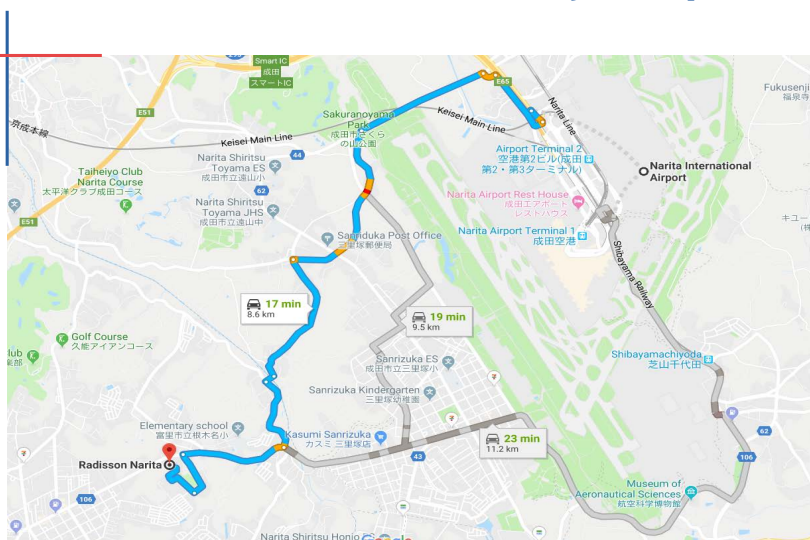 Smart IC
成田
スマートIC
E65
Fukusenji
福泉寺
E51
京成本線
Sakuranoyama
Park
成田市さくら
の山公園
Keisei Main Line
Keisei Main Line
Narita Line
44
Narita Shiritsu
Toyama ES
成田市立遠山小
Airport Terminal 2
空港第2ビル(成田
第2・第3ターミナル)
Taiheiyo Club
Narita Course
太平洋クラブ成田コース
62
Narita International
Airport
Narita Shiritsu
Toyama JHS
成田市立遠山中
Narita Airport Rest House
成田エアポート
レストハウス
E51
キユー
Sanriduka Post Office
三里塚郵便局
Narita Airport Terminal 1
成田空港
Shibayama Railway
17 min
8.6 km
19 min
9.5 km
Golf Course
久能アイアンコース
lub
楽部
Sanrizuka ES
成田市立三里塚小
Shibayamachiyoda
芝山千代田
Sanrizuka Kindergarten
三里塚幼稚園
Elementary school
富里市立根木名小
Kasumi Sanrizuka
カスミ 三里塚店
23 min
11.2 km
62
43
106
Radisson Narita
106
Museum of
Aeronautical Sciences
航空科学博物館
Narita Shiritsu Honjo